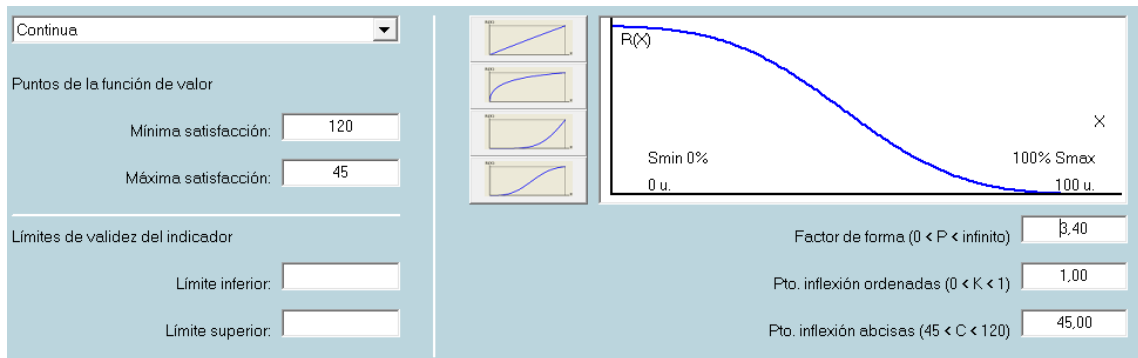 Continua
Puntos de la función de valor
Mínima satisfacción: 120
Máxima satisfacción: 45
Límites de validez del indicador
Límite inferior:
Límite superior:
R(X)
X
Smin 0%
100% Smax
0 u.
100 u.
Factor de forma (0 < P < infinito) 3,40
Pto. inflexión ordenadas (0 < K < 1) 1,00
Pto. inflexión abcisas (45 < C < 120) 45,00